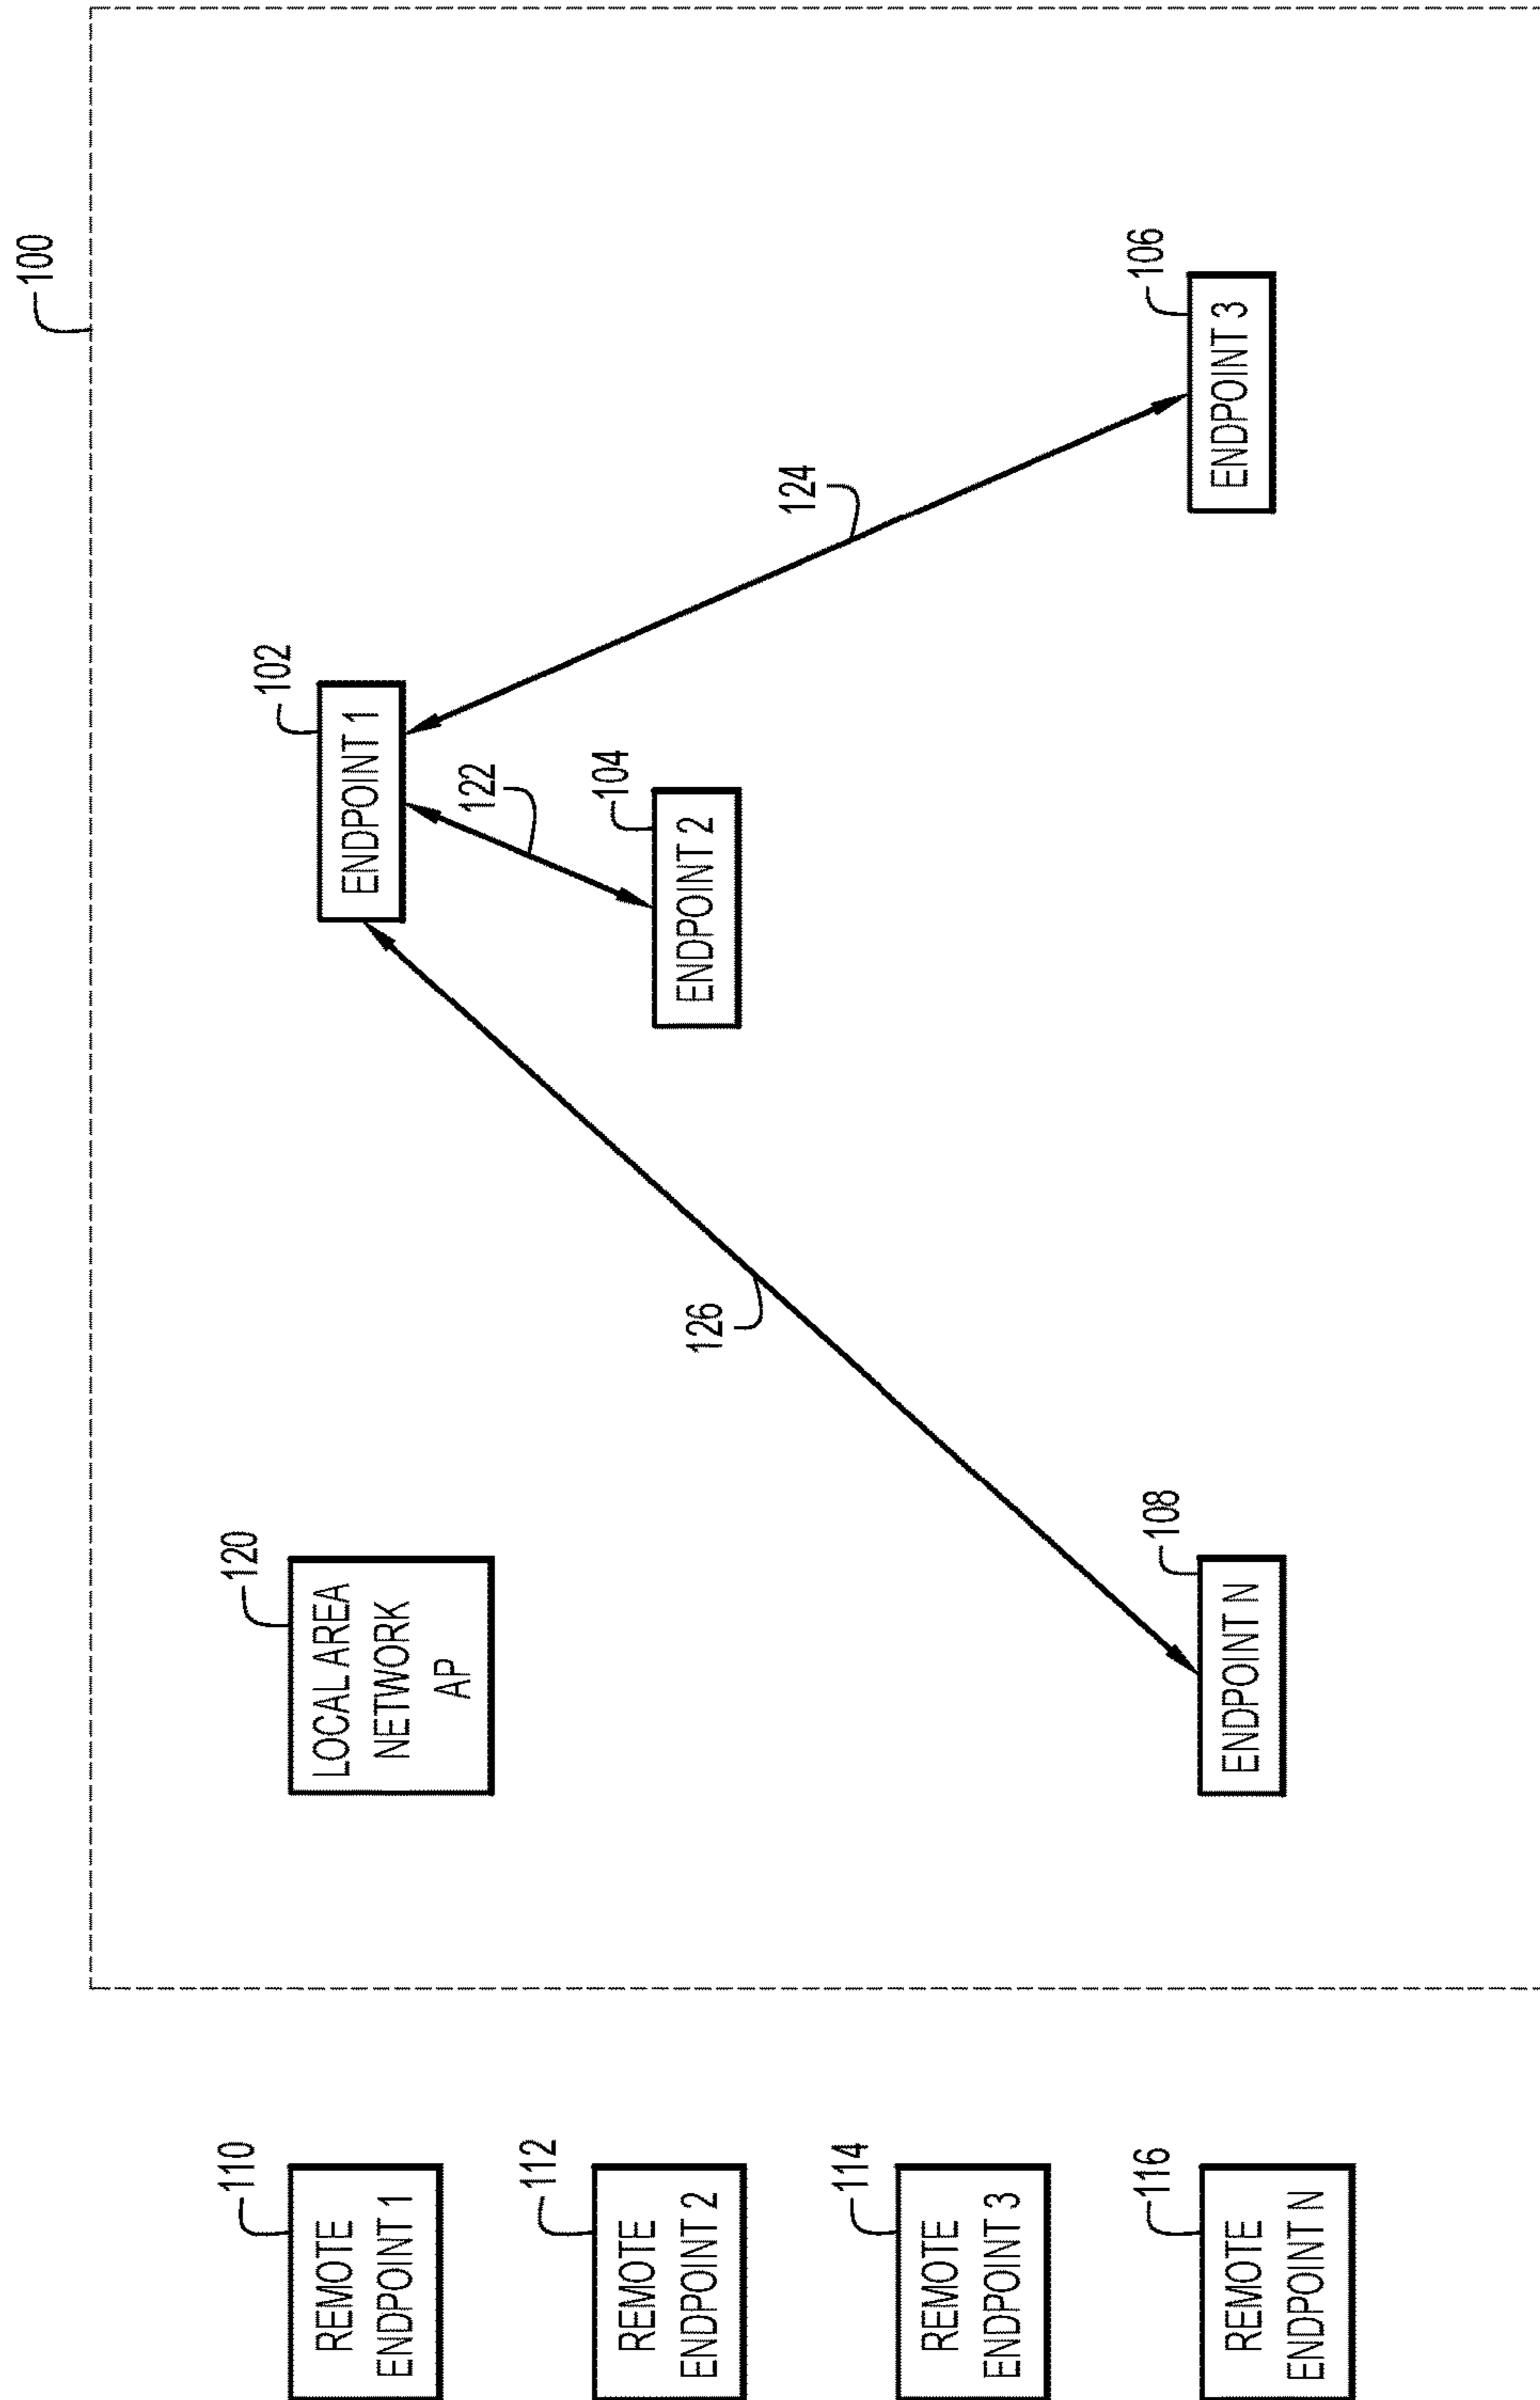 100
REMOTE
ENDPOINT 1
110
LOCAL AREA
NETWORK
AP
120
ENDPOINT 1
102
REMOTE
ENDPOINT 2
112
122
ENDPOINT 2
104
126
124
REMOTE
ENDPOINT 3
114
REMOTE
ENDPOINT N
116
ENDPOINT N
108
ENDPOINT 3
106